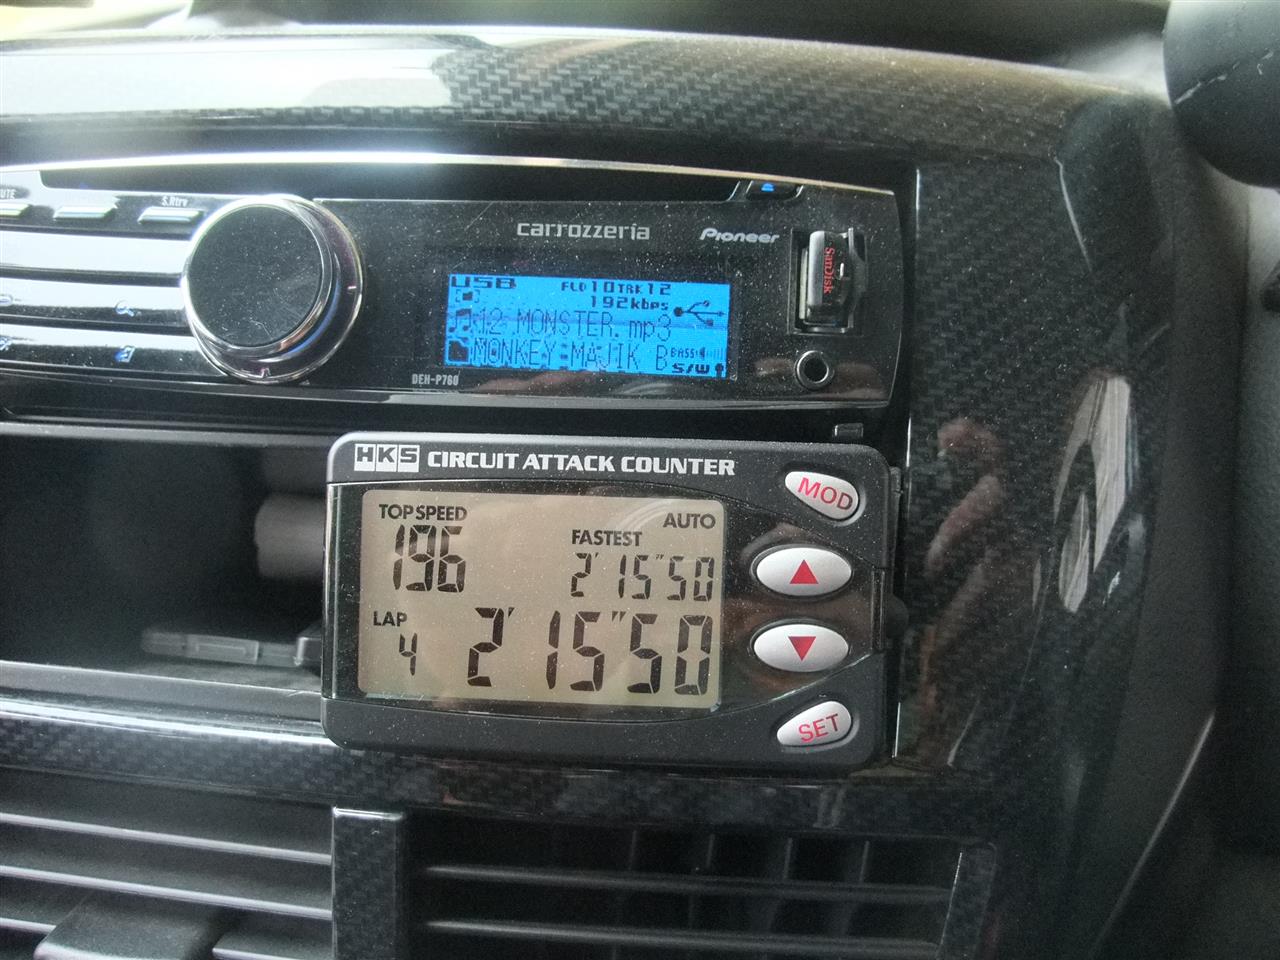 S.Rtrv
carrozzeria
Pioneer
SanDisk
USB FLD10TRK12
192kbps
12 MONSTER.mp3
MONKEY MAJIK B BASS
S/W
DEH-P760
HKS CIRCUIT ATTACK COUNTER
MOD
TOP SPEED
196
AUTO
FASTEST
2'15"50
LAP
4
2'15"50
SET